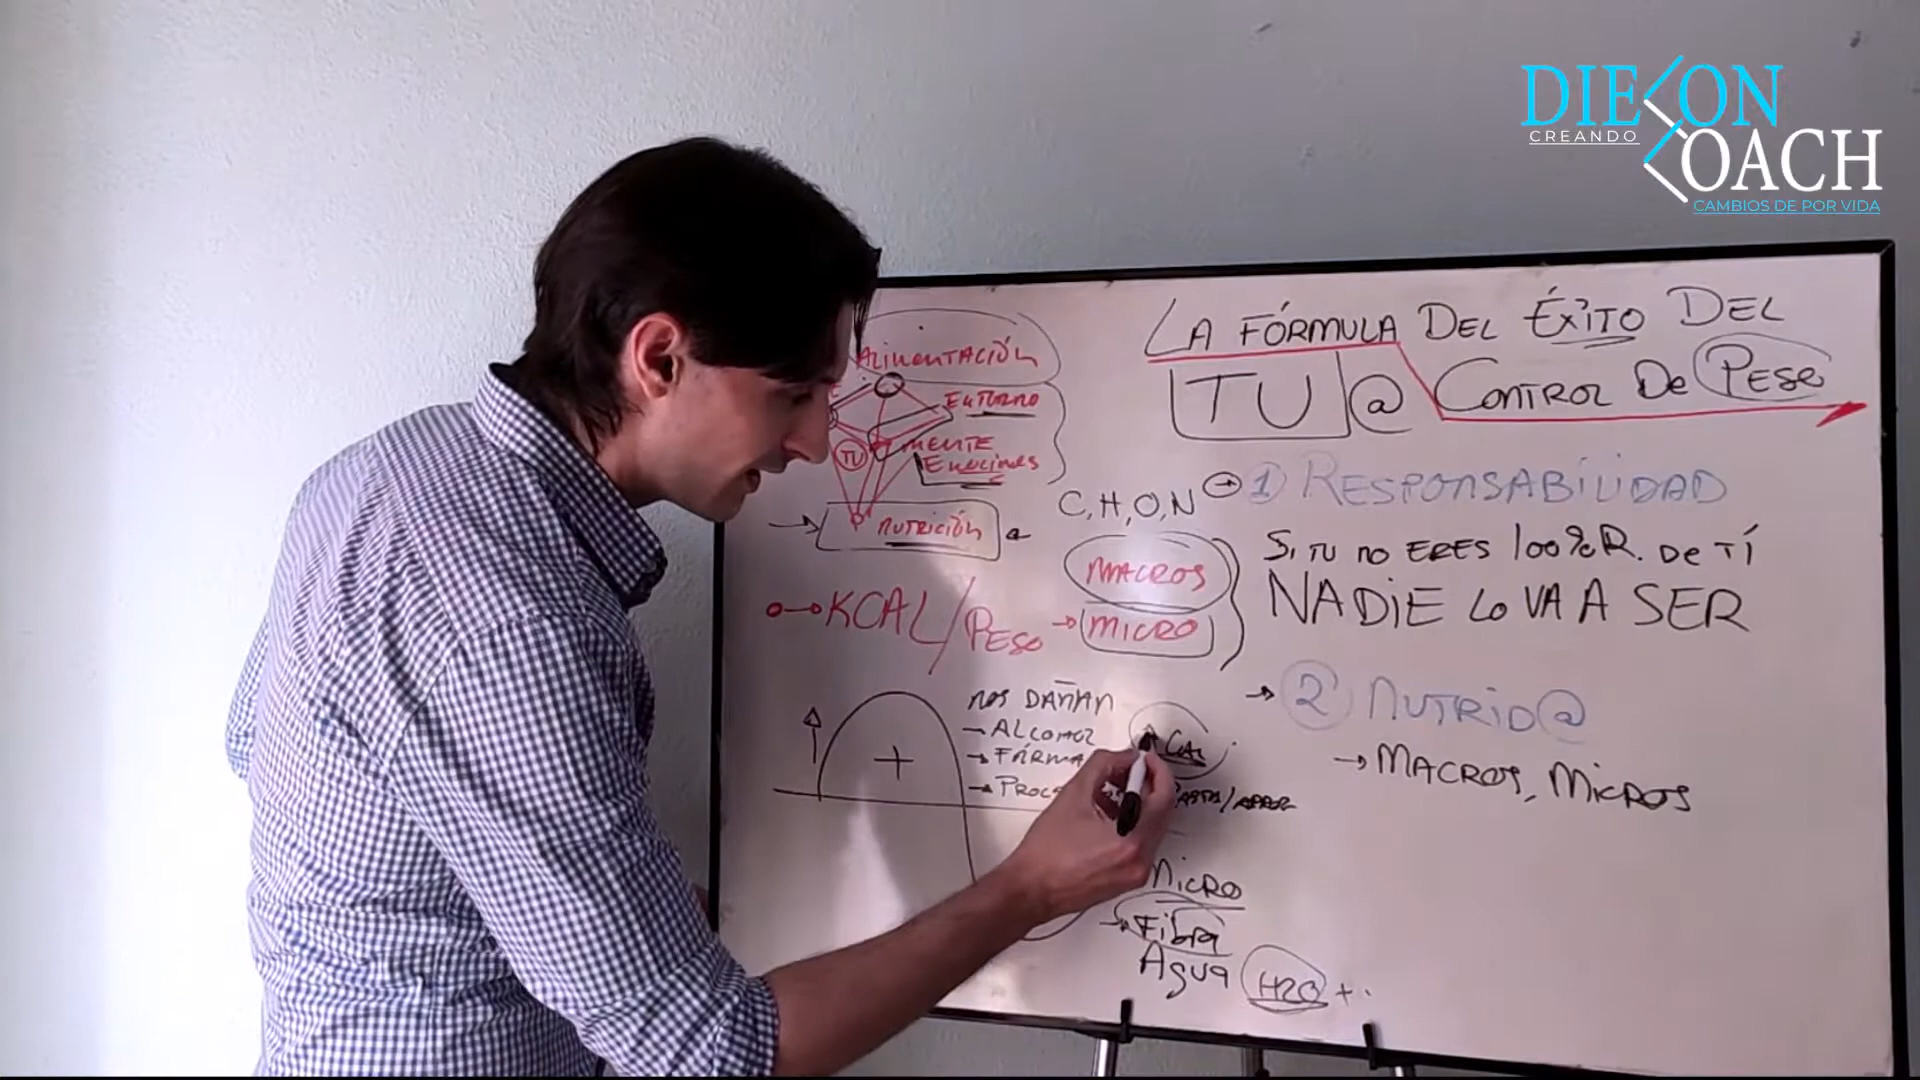 DIEXON
CREANDO
COACH
CAMBIOS DE POR VIDA
LA FÓRMULA DEL ÉXITO DEL
TU @ CONTROL DE PESO
ALIMENTACIÓN
ENTORNO
TU
MENTE
EMOCIONES
NUTRICIÓN
C, H, O, N
1 RESPONSABILIDAD
SI TU NO ERES 100% R. DE TÍ
NADIE LO VA A SER
MACROS
MICRO
KCAL/PESO
2 NUTRID@
MACROS, MICROS
NOS DAÑAN
ALCOHOL
FÁRMA
PROC
+
CAL
MICRO
Fibra
Agua
H2O +